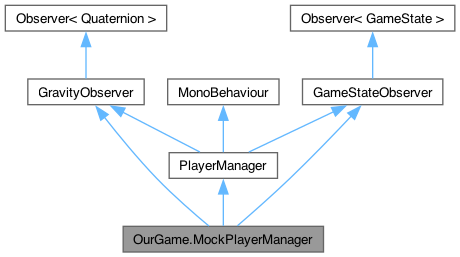 Observer< Quaternion >
Observer< GameState >
GravityObserver
MonoBehaviour
GameStateObserver
PlayerManager
OurGame.MockPlayerManager